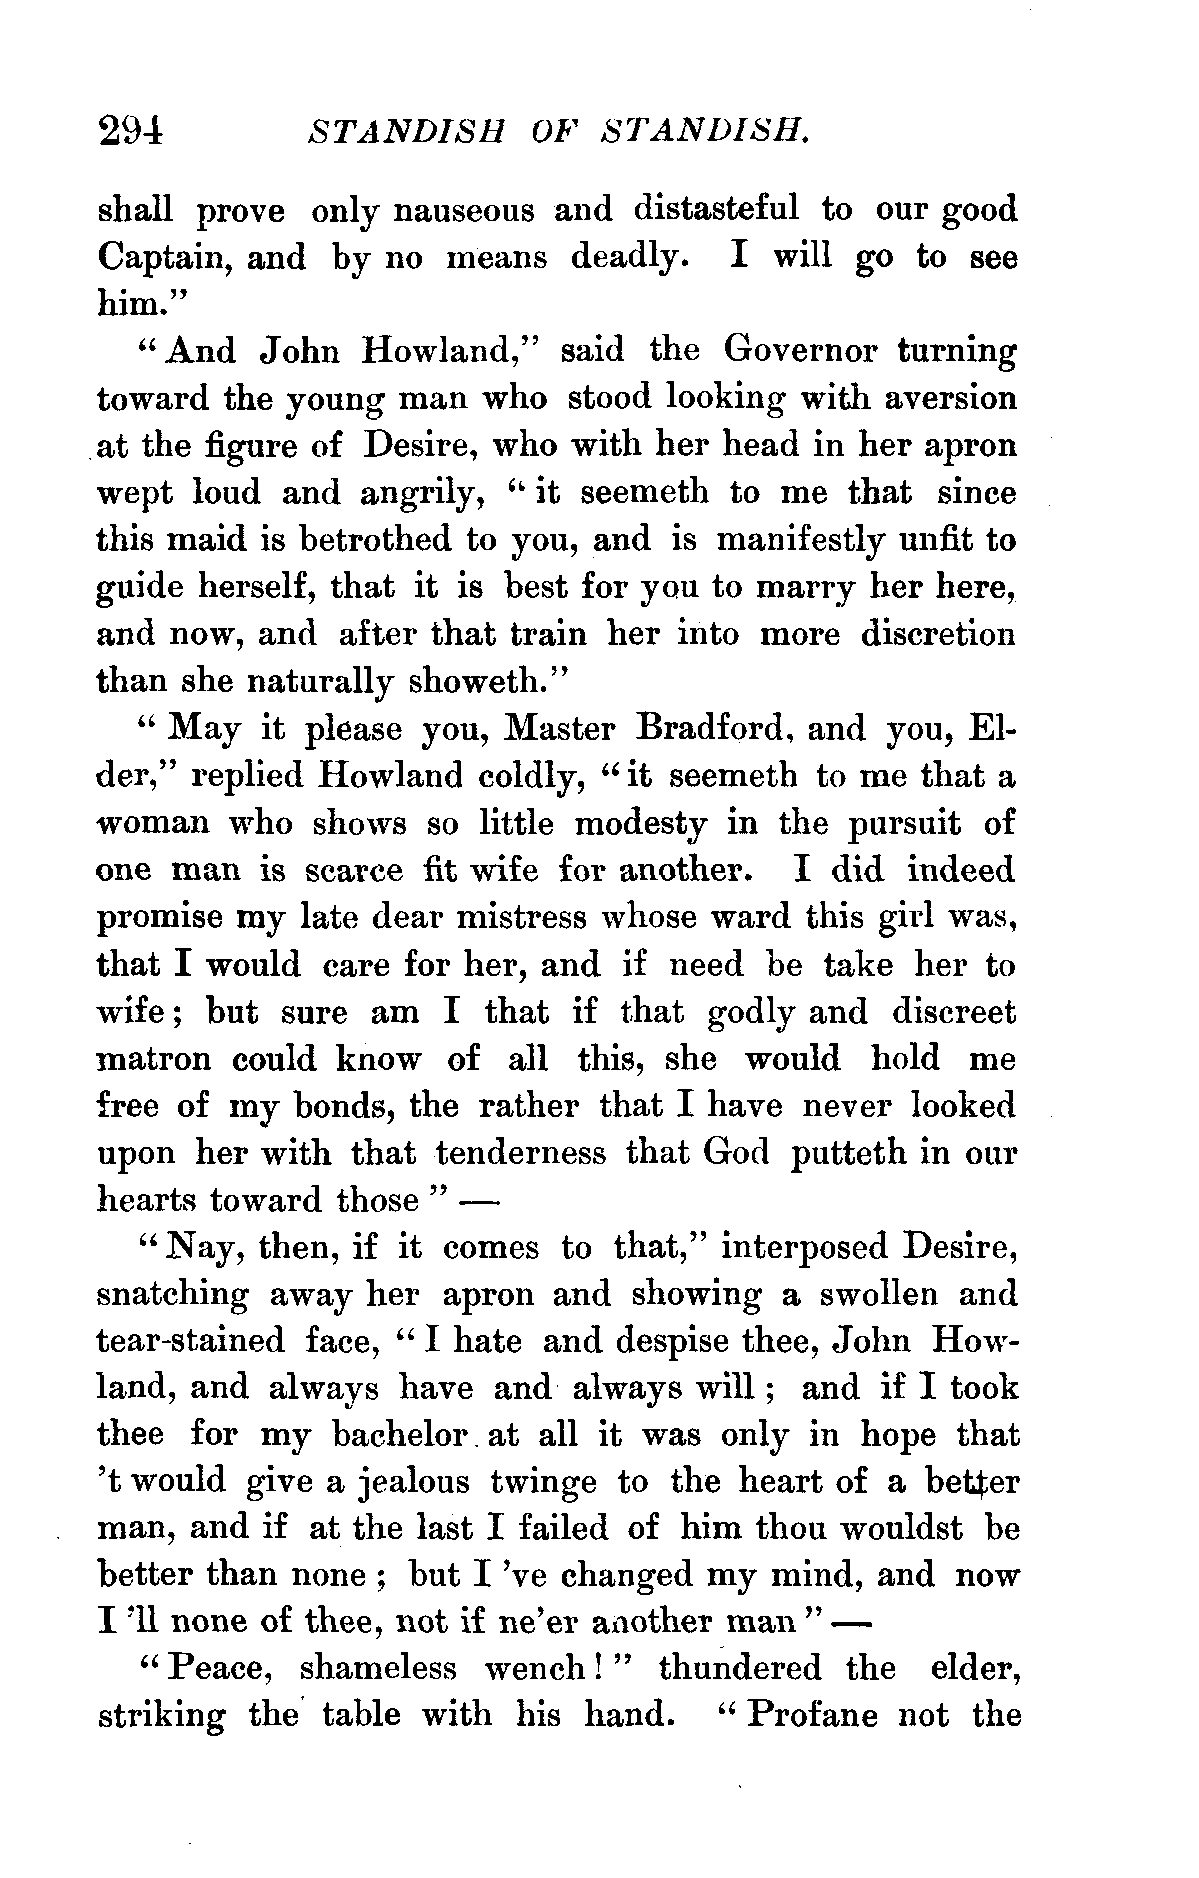 294 STANDISH OF STANDISH.
shall prove only nauseous and distasteful to our good
Captain, and by no means deadly. I will go to see
him."
" And John Howland," said the Governor turning
toward the young man who stood looking with aversion
at the figure of Desire, who with her head in her apron
wept loud and angrily, " it seemeth to me that since
this maid is betrothed to you, and is manifestly unfit to
guide herself, that it is best for you to marry her here,
and now, and after that train her into more discretion
than she naturally showeth."
" May it please you, Master Bradford, and you, El-
der," replied Howland coldly, " it seemeth to me that a
woman who shows so little modesty in the pursuit of
one man is scarce fit wife for another. I did indeed
promise my late dear mistress whose ward this girl was,
that I would care for her, and if need be take her to
wife ; but sure am I that if that godly and discreet
matron could know of all this, she would hold me
free of my bonds, the rather that I have never looked
upon her with that tenderness that God putteth in our
hearts toward those " —
" Nay, then, if it comes to that," interposed Desire,
snatching away her apron and showing a swollen and
tear-stained face, " I hate and despise thee, John How-
land, and always have and always will ; and if I took
thee for my bachelor at all it was only in hope that
't would give a jealous twinge to the heart of a better
man, and if at the last I failed of him thou wouldst be
better than none ; but I 've changed my mind, and now
I 'll none of thee, not if ne'er another man " —
" Peace, shameless wench ! " thundered the elder,
striking the table with his hand. " Profane not the